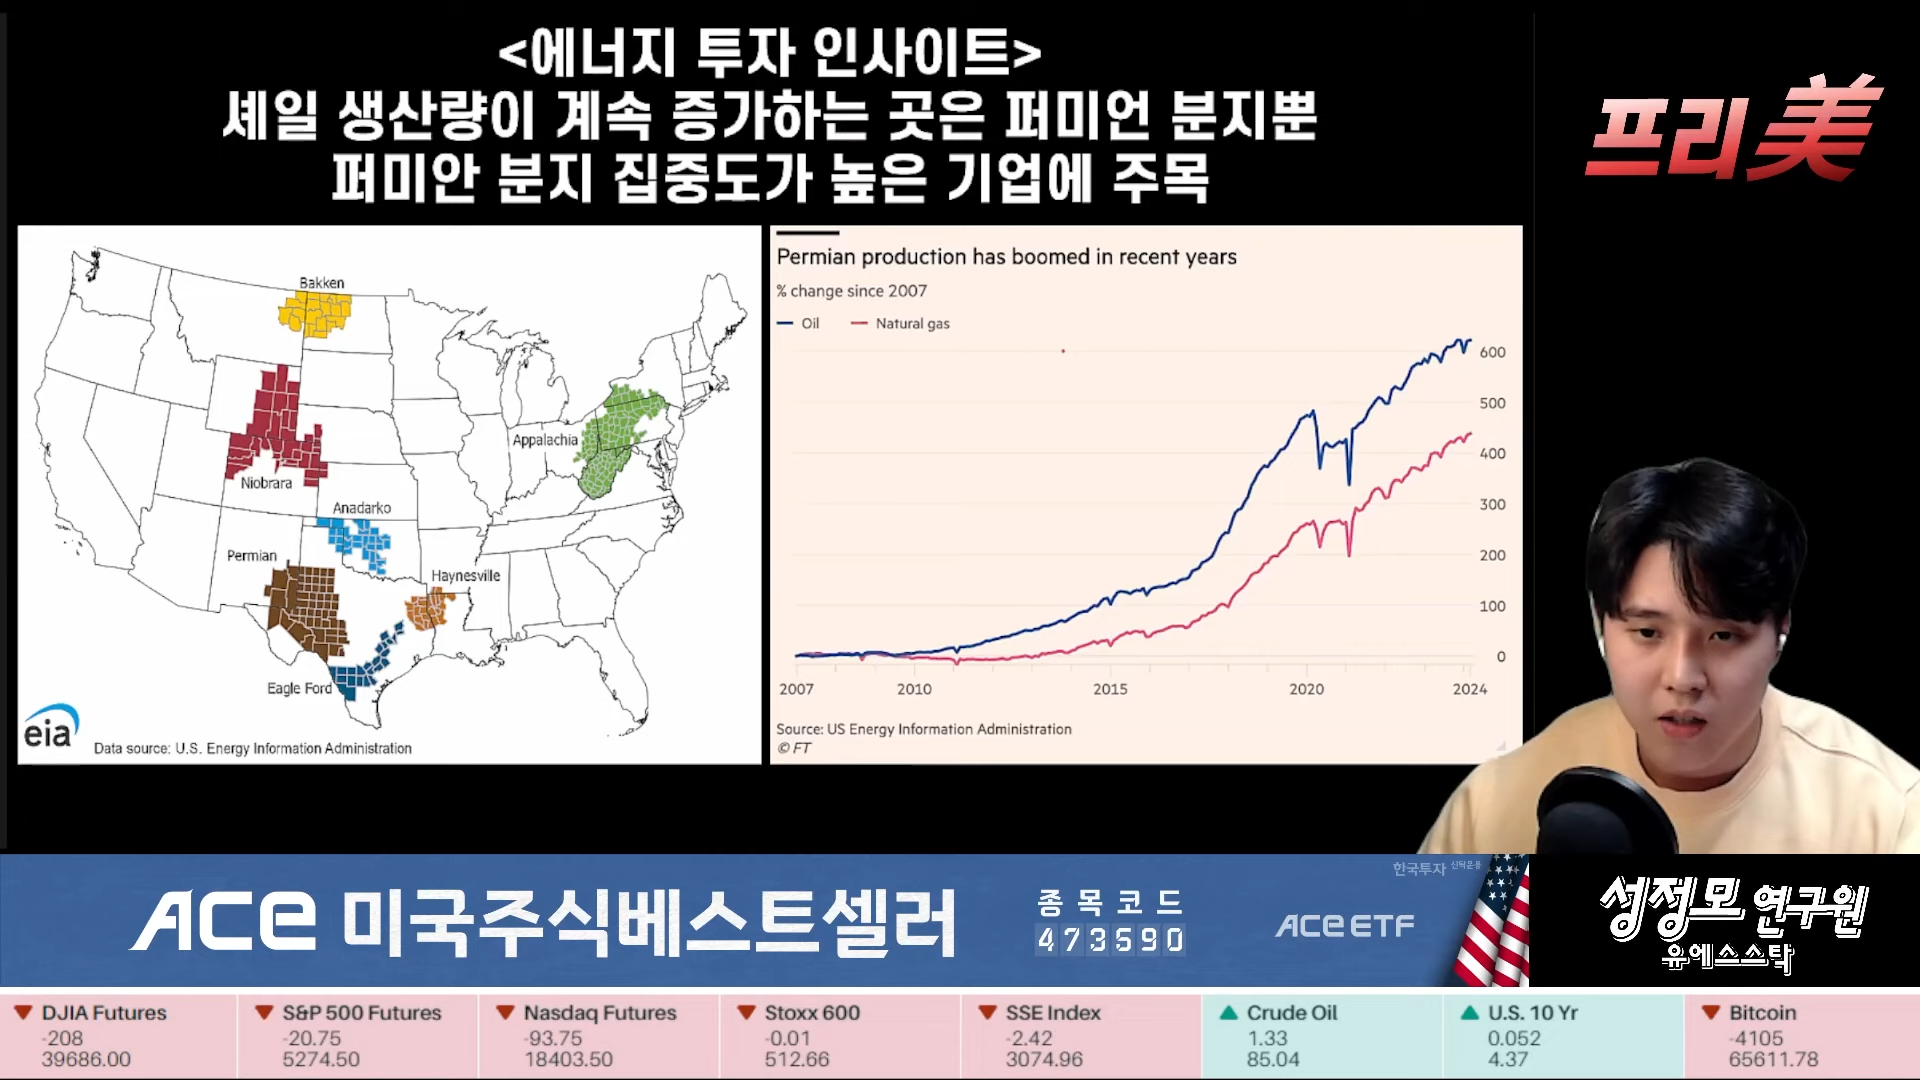 <에너지 투자 인사이트>
셰일 생산량이 계속 증가하는 곳은 퍼미언 분지뿐
퍼미안 분지 집중도가 높은 기업에 주목
프리美
Bakken
Niobrara
Appalachia
Anadarko
Permian
Haynesville
Eagle Ford
eia
Data source: U.S. Energy Information Administration
Permian production has boomed in recent years
% change since 2007
Oil
Natural gas
600
500
400
300
200
100
0
2007
2010
2015
2020
2024
Source: US Energy Information Administration
© FT
ACE 미국주식베스트셀러
종목코드
473590
ACE ETF
한국투자 신탁운용
성정모 연구원
유에스스탁
DJIA Futures
-208
39686.00
S&P 500 Futures
-20.75
5274.50
Nasdaq Futures
-93.75
18403.50
Stoxx 600
-0.01
512.66
SSE Index
-2.42
3074.96
Crude Oil
1.33
85.04
U.S. 10 Yr
0.052
4.37
Bitcoin
-4105
65611.78